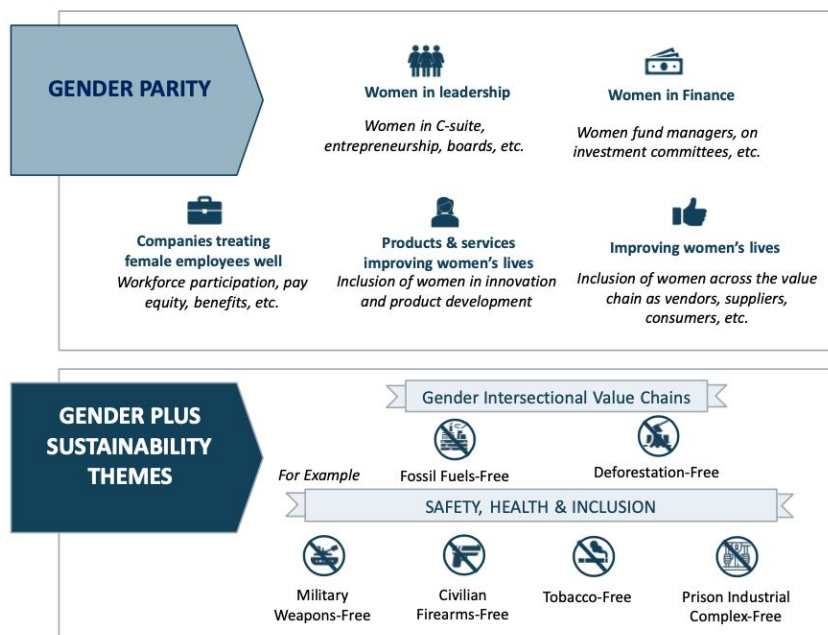 GENDER PARITY
Women in leadership
Women in C-suite,
entrepreneurship, boards, etc.
Women in Finance
Women fund managers, on
investment committees, etc.
Companies treating
female employees well
Workforce participation, pay
equity, benefits, etc.
Products & services
improving women's lives
Inclusion of women in innovation
and product development
Improving women's lives
Inclusion of women across the value
chain as vendors, suppliers,
consumers, etc.
GENDER PLUS
SUSTAINABILITY
THEMES
Gender Intersectional Value Chains
For Example
Fossil Fuels-Free
Deforestation-Free
SAFETY, HEALTH & INCLUSION
Military
Weapons-Free
Civilian
Firearms-Free
Tobacco-Free
Prison Industrial
Complex-Free